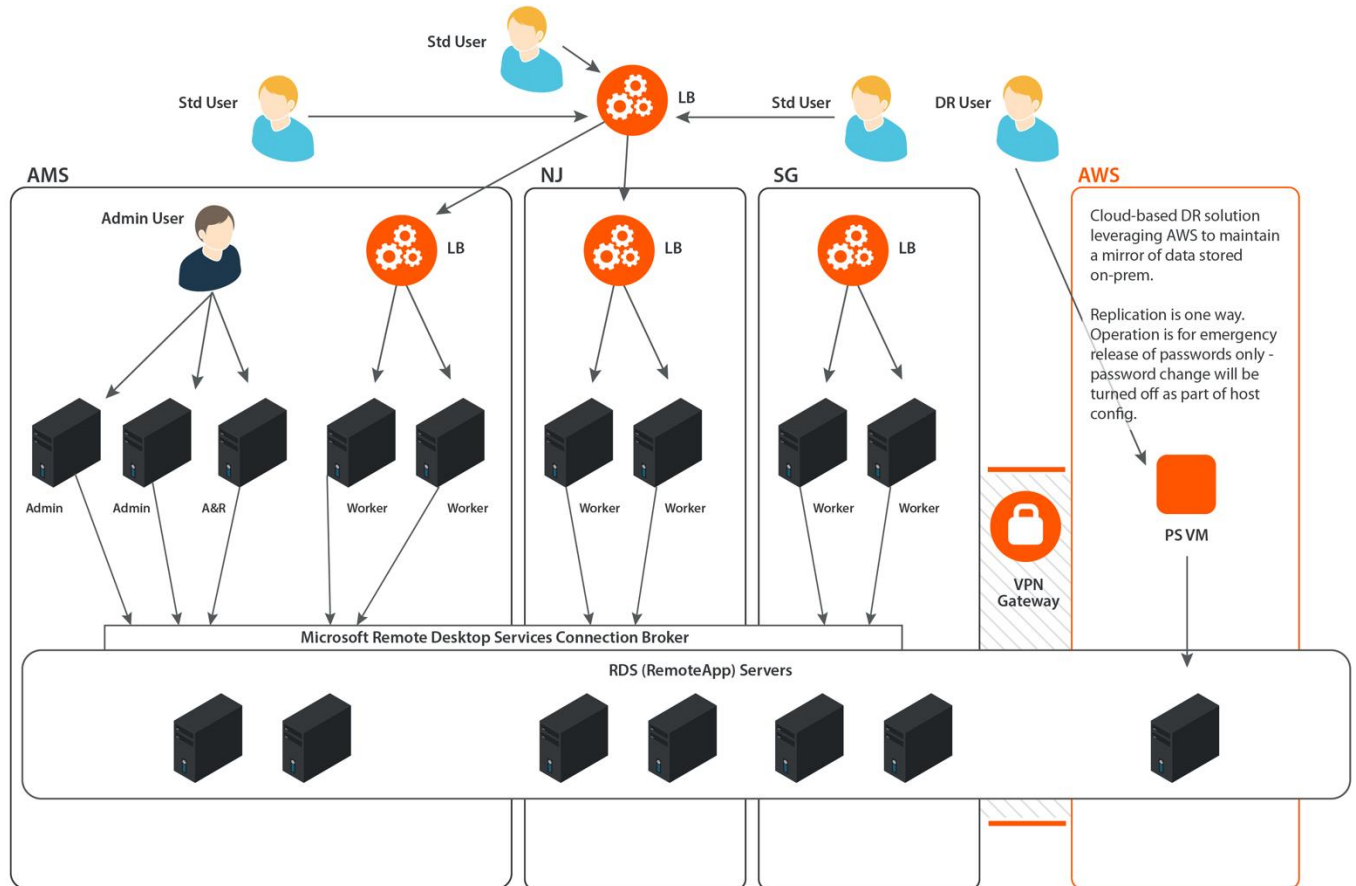 Std User
LB
Std User
Std User
DR User
AMS
NJ
SG
AWS
Admin User
LB
LB
LB
Cloud-based DR solution
leveraging AWS to maintain
a mirror of data stored
on-prem.
Replication is one way.
Operation is for emergency
release of passwords only -
password change will be
turned off as part of host
config.
Admin
Admin
A&R
Worker
Worker
Worker
Worker
Worker
Worker
PS VM
VPN
Gateway
Microsoft Remote Desktop Services Connection Broker
RDS (RemoteApp) Servers